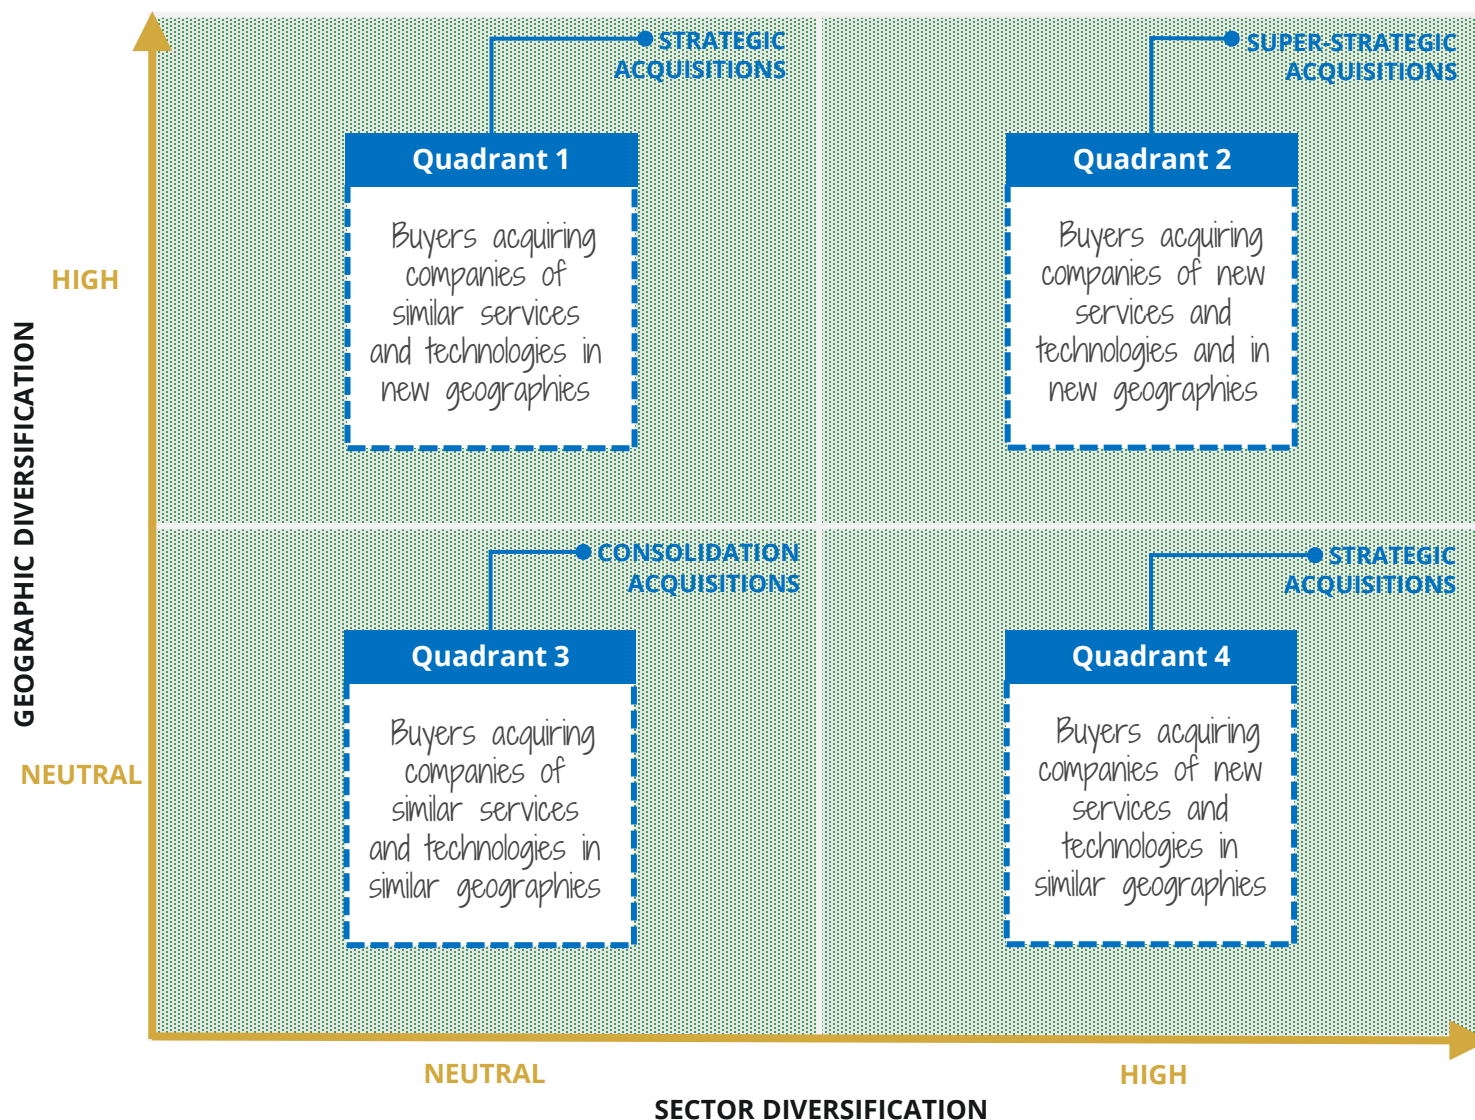 STRATEGIC
ACQUISITIONS
Quadrant 1
Buyers acquiring
companies of
similar services
and technologies in
new geographies
SUPER-STRATEGIC
ACQUISITIONS
Quadrant 2
Buyers acquiring
companies of new
services and
technologies and in
new geographies
HIGH
GEOGRAPHIC DIVERSIFICATION
NEUTRAL
CONSOLIDATION
ACQUISITIONS
Quadrant 3
Buyers acquiring
companies of
similar services
and technologies in
similar geographies
STRATEGIC
ACQUISITIONS
Quadrant 4
Buyers acquiring
companies of new
services and
technologies in
similar geographies
NEUTRAL
HIGH
SECTOR DIVERSIFICATION